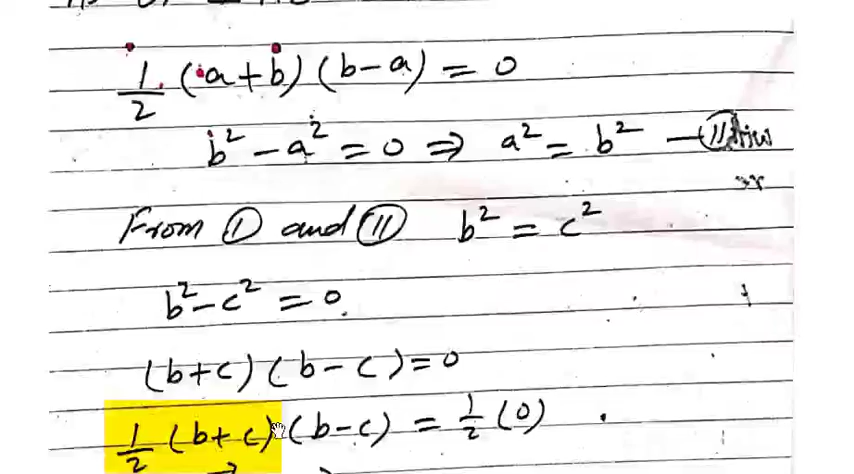 1/2 (a + b) (b - a) = 0
b² - a² = 0 ⇒ a² = b² — (II)
From (I) and (II) b² = c²
b² - c² = 0
(b + c) (b - c) = 0
1/2 (b + c) (b - c) = 1/2 (0)